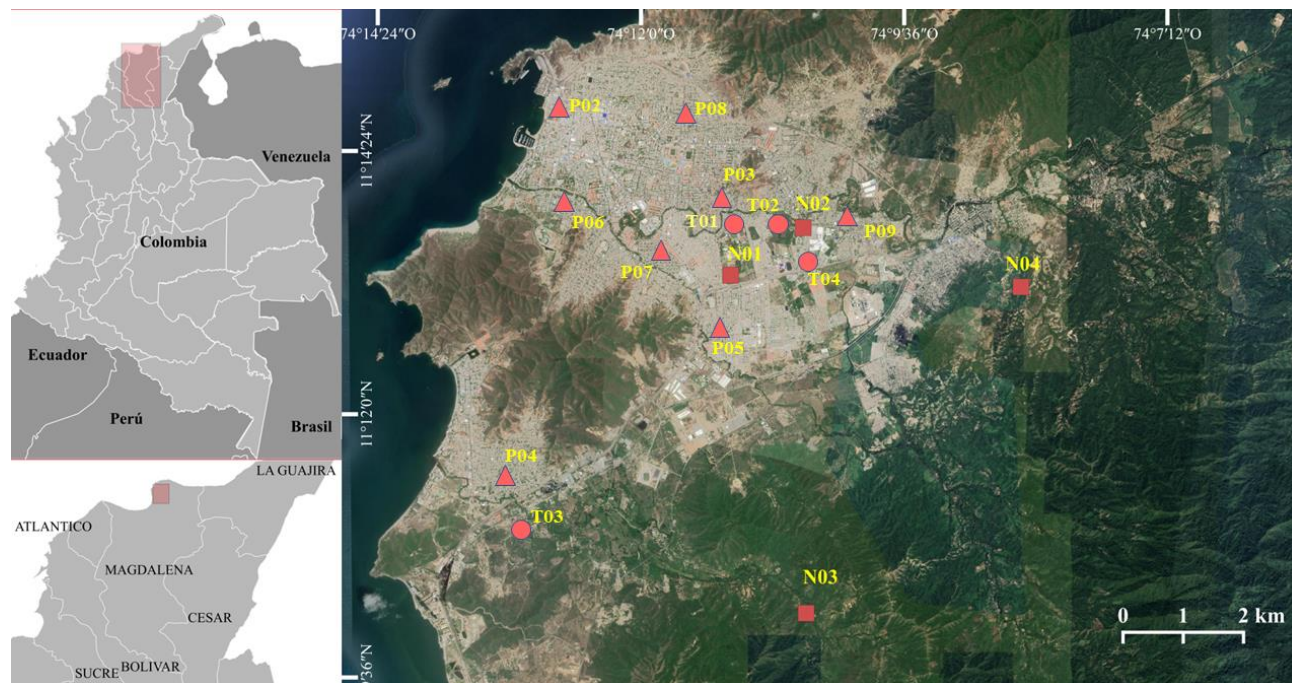 74°14'24"O
74°12'0"O
74°9'36"O
74°7'12"O
11°14'24"N
11°12'0"N
9'36"N
Venezuela
Colombia
Ecuador
Perú
Brasil
LA GUAJIRA
ATLANTICO
MAGDALENA
CESAR
SUCRE
BOLIVAR
P02
P08
P03
P06
T01
T02
N02
P09
P07
N01
T04
N04
P05
P04
T03
N03
0 1 2 km